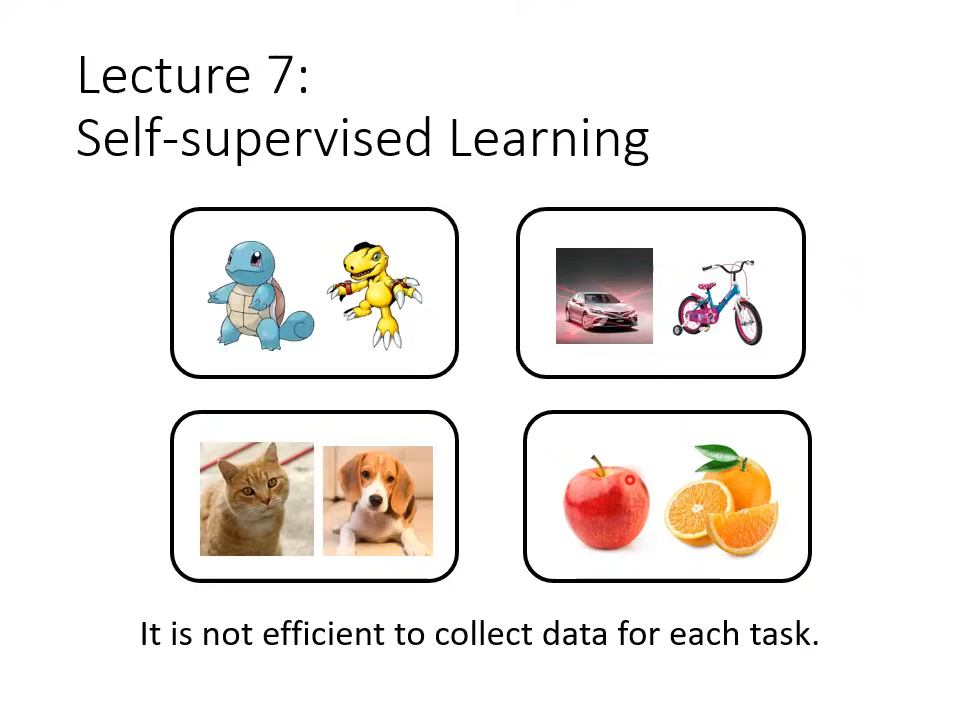 Lecture 7:
Self-supervised Learning
It is not efficient to collect data for each task.